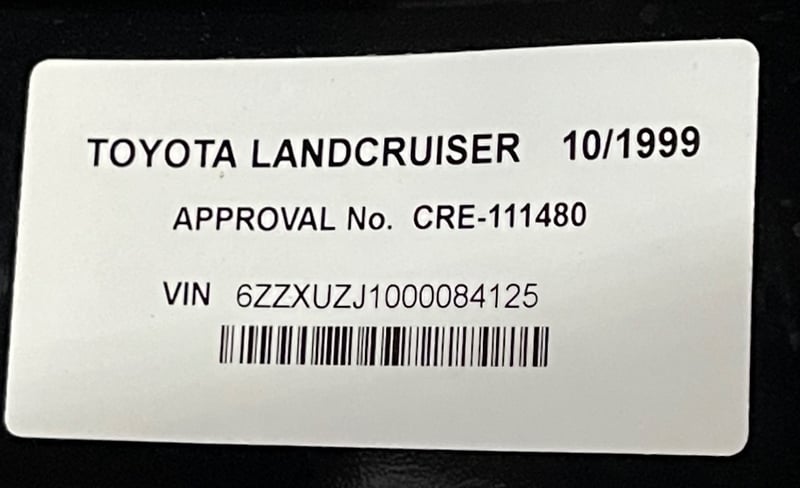 TOYOTA LANDCRUISER 10/1999
APPROVAL No. CRE-111480
VIN 6ZZXUZJ1000084125